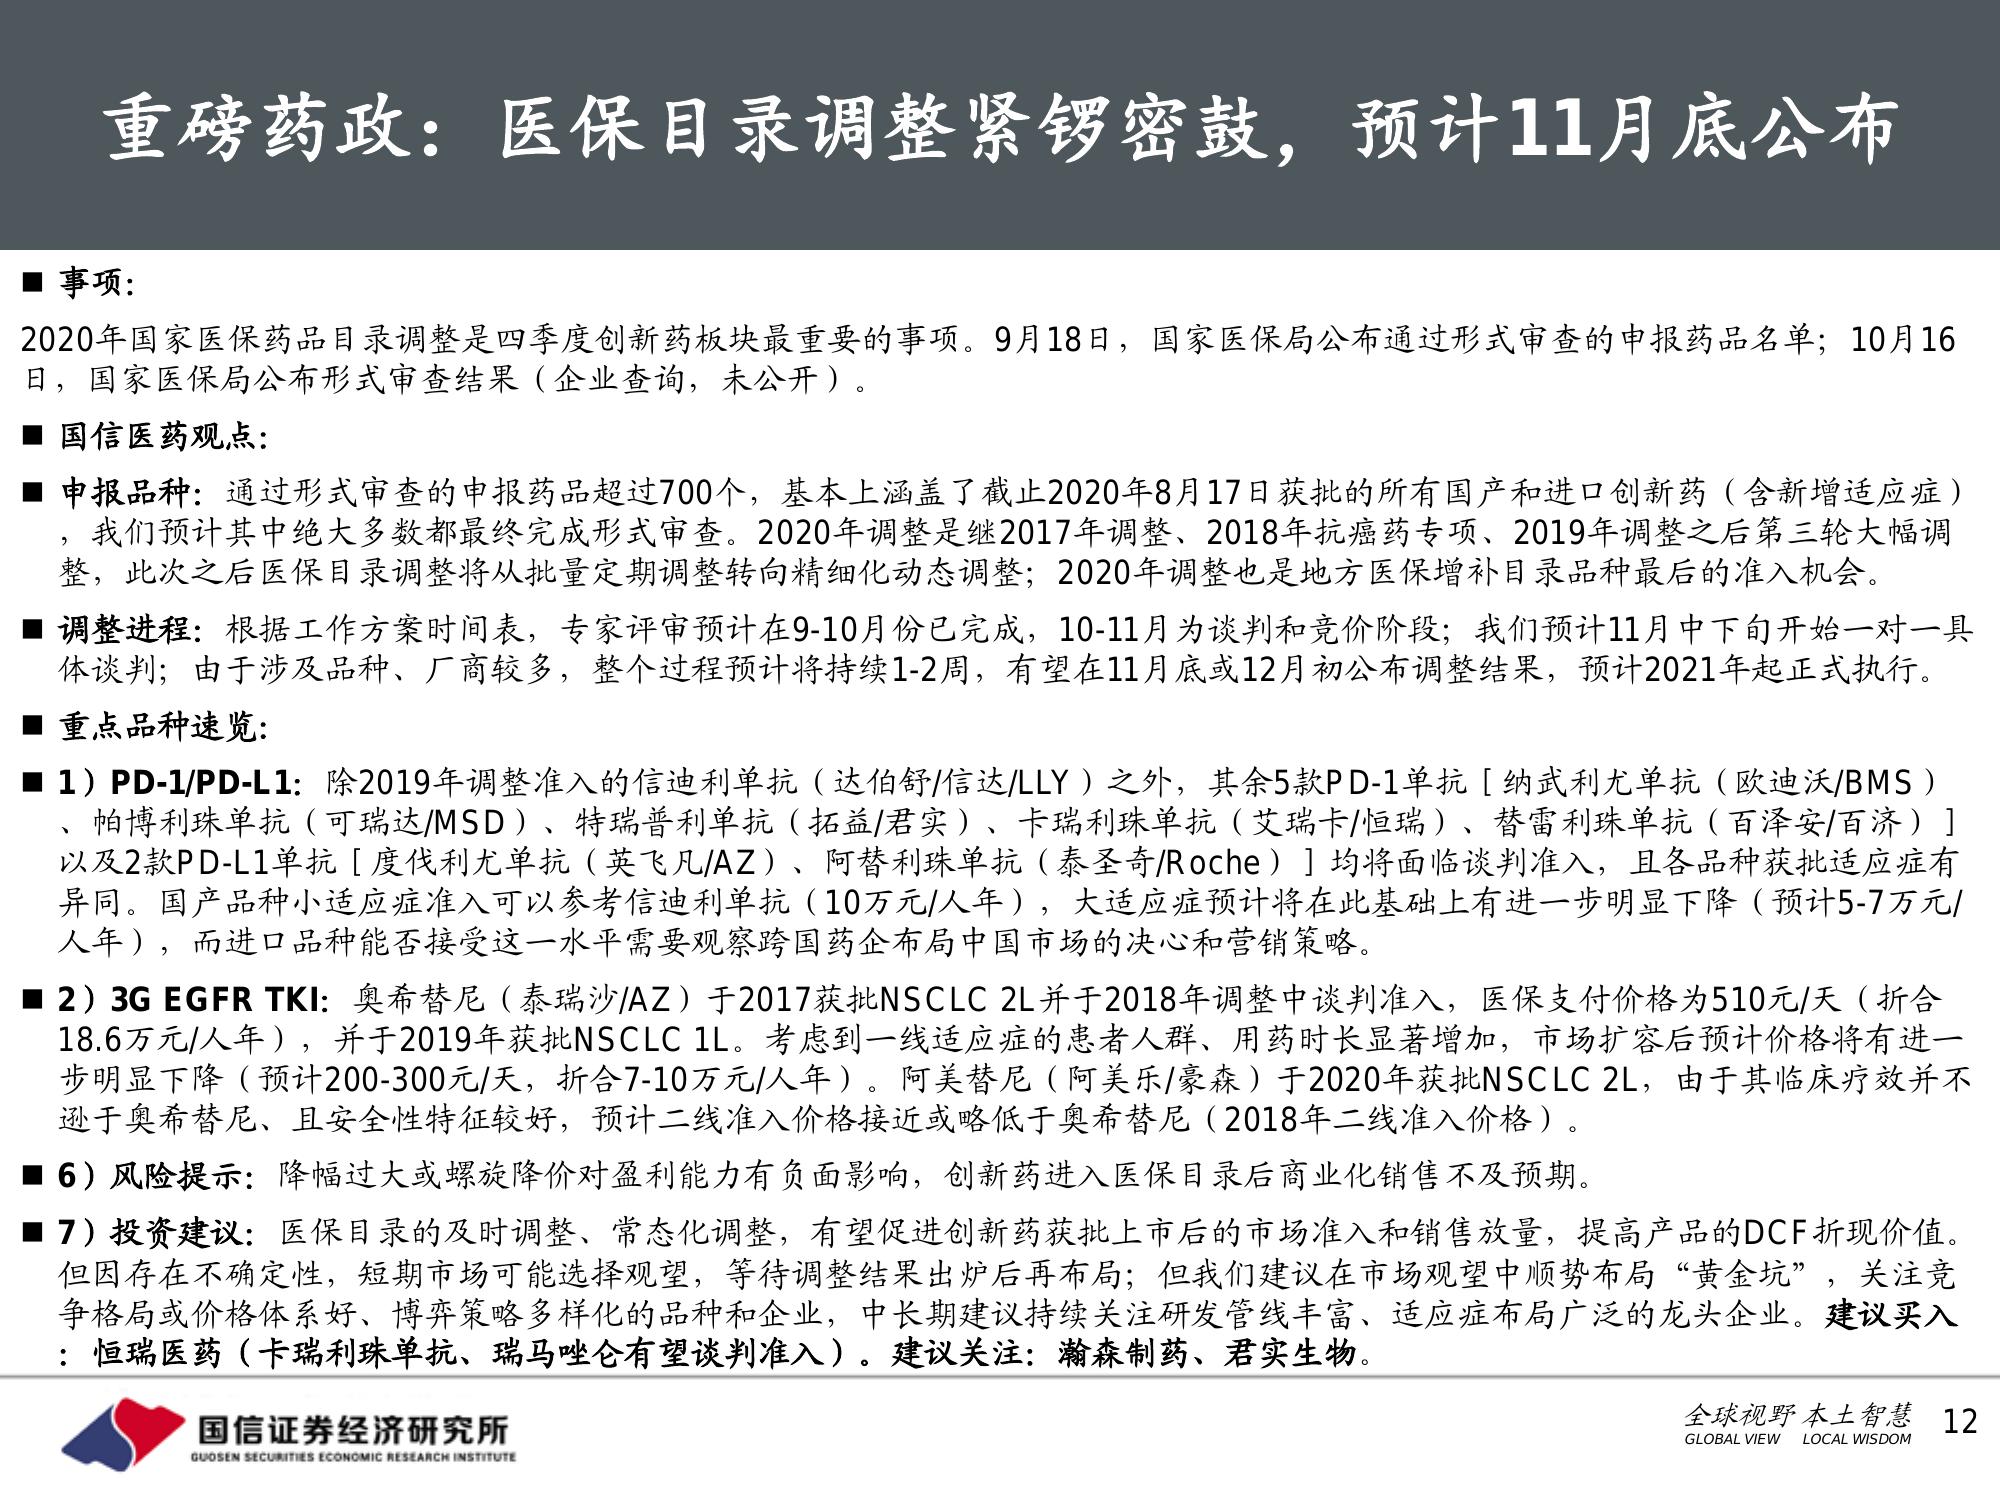 重磅药政：医保目录调整紧锣密鼓，预计11月底公布
■ 事项：
2020年国家医保药品目录调整是四季度创新药板块最重要的事项。9月18日，国家医保局公布通过形式审查的申报药品名单；10月16
日，国家医保局公布形式审查结果（企业查询，未公开）。
■ 国信医药观点：
■ 申报品种：通过形式审查的申报药品超过700个，基本上涵盖了截止2020年8月17日获批的所有国产和进口创新药（含新增适应症）
，我们预计其中绝大多数都最终完成形式审查。2020年调整是继2017年调整、2018年抗癌药专项、2019年调整之后第三轮大幅调
整，此次之后医保目录调整将从批量定期调整转向精细化动态调整；2020年调整也是地方医保增补目录品种最后的准入机会。
■ 调整进程：根据工作方案时间表，专家评审预计在9-10月份已完成，10-11月为谈判和竞价阶段；我们预计11月中下旬开始一对一具
体谈判；由于涉及品种、厂商较多，整个过程预计将持续1-2周，有望在11月底或12月初公布调整结果，预计2021年起正式执行。
■ 重点品种速览：
■ 1）PD-1/PD-L1：除2019年调整准入的信迪利单抗（达伯舒/信达/LLY）之外，其余5款PD-1单抗［纳武利尤单抗（欧迪沃/BMS）
、帕博利珠单抗（可瑞达/MSD）、特瑞普利单抗（拓益/君实）、卡瑞利珠单抗（艾瑞卡/恒瑞）、替雷利珠单抗（百泽安/百济）］
以及2款PD-L1单抗［度伐利尤单抗（英飞凡/AZ）、阿替利珠单抗（泰圣奇/Roche）］均将面临谈判准入，且各品种获批适应症有
异同。国产品种小适应症准入可以参考信迪利单抗（10万元/人年），大适应症预计将在此基础上有进一步明显下降（预计5-7万元/
人年），而进口品种能否接受这一水平需要观察跨国药企布局中国市场的决心和营销策略。
■ 2）3G EGFR TKI：奥希替尼（泰瑞沙/AZ）于2017获批NSCLC 2L并于2018年调整中谈判准入，医保支付价格为510元/天（折合
18.6万元/人年），并于2019年获批NSCLC 1L。考虑到一线适应症的患者人群、用药时长显著增加，市场扩容后预计价格将有进一
步明显下降（预计200-300元/天，折合7-10万元/人年）。阿美替尼（阿美乐/豪森）于2020年获批NSCLC 2L，由于其临床疗效并不
逊于奥希替尼、且安全性特征较好，预计二线准入价格接近或略低于奥希替尼（2018年二线准入价格）。
■ 6）风险提示：降幅过大或螺旋降价对盈利能力有负面影响，创新药进入医保目录后商业化销售不及预期。
■ 7）投资建议：医保目录的及时调整、常态化调整，有望促进创新药获批上市后的市场准入和销售放量，提高产品的DCF折现价值。
但因存在不确定性，短期市场可能选择观望，等待调整结果出炉后再布局；但我们建议在市场观望中顺势布局“黄金坑”，关注竞
争格局或价格体系好、博弈策略多样化的品种和企业，中长期建议持续关注研发管线丰富、适应症布局广泛的龙头企业。建议买入
：恒瑞医药（卡瑞利珠单抗、瑞马唑仑有望谈判准入）。建议关注：瀚森制药、君实生物。
国信证券经济研究所
GUOSEN SECURITIES ECONOMIC RESEARCH INSTITUTE
全球视野 本土智慧
GLOBAL VIEW LOCAL WISDOM
12